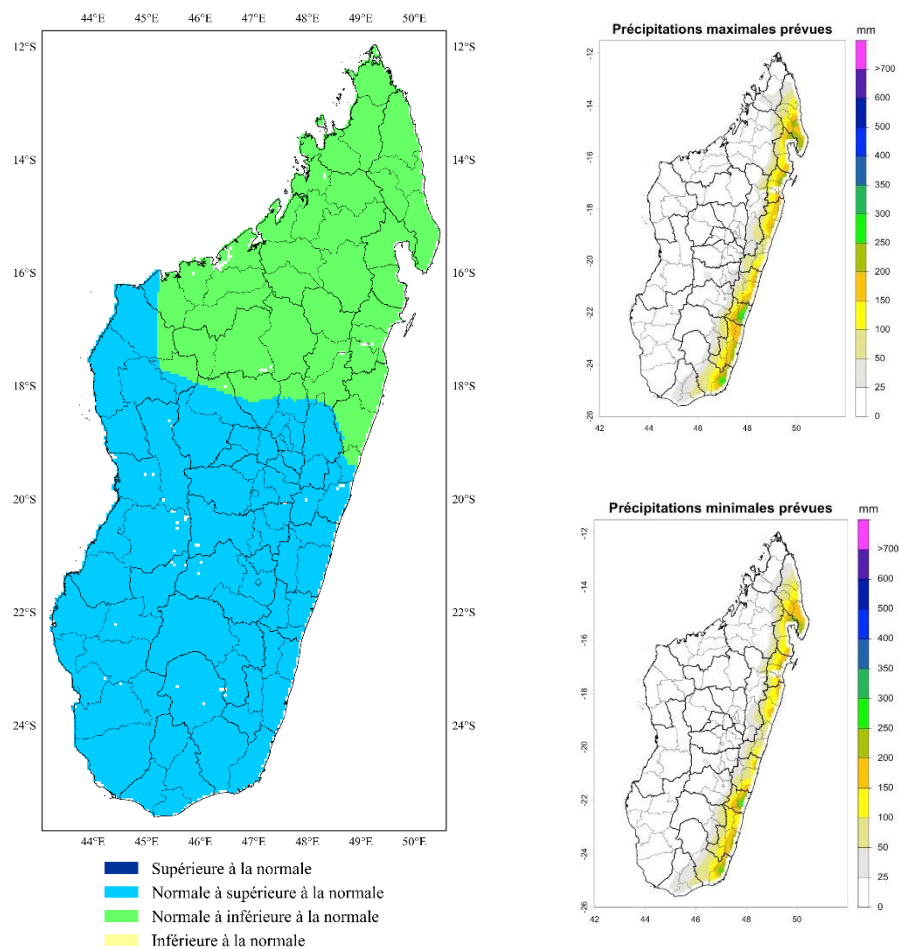 44°E 45°E 46°E 47°E 48°E 49°E 50°E
12°S 12°S
14°S 14°S
16°S 16°S
18°S 18°S
20°S 20°S
22°S 22°S
24°S 24°S
44°E 45°E 46°E 47°E 48°E 49°E 50°E
Supérieure à la normale
Normale à supérieure à la normale
Normale à inférieure à la normale
Inférieure à la normale
Précipitations maximales prévues
mm
-12
-14
-16
-18
-20
-22
-24
-26
42 44 46 48 50
>700
600
500
400
350
300
250
200
150
100
50
25
0
Précipitations minimales prévues
mm
-12
-14
-16
-18
-20
-22
-24
-26
42 44 46 48 50
>700
600
500
400
350
300
250
200
150
100
50
25
0